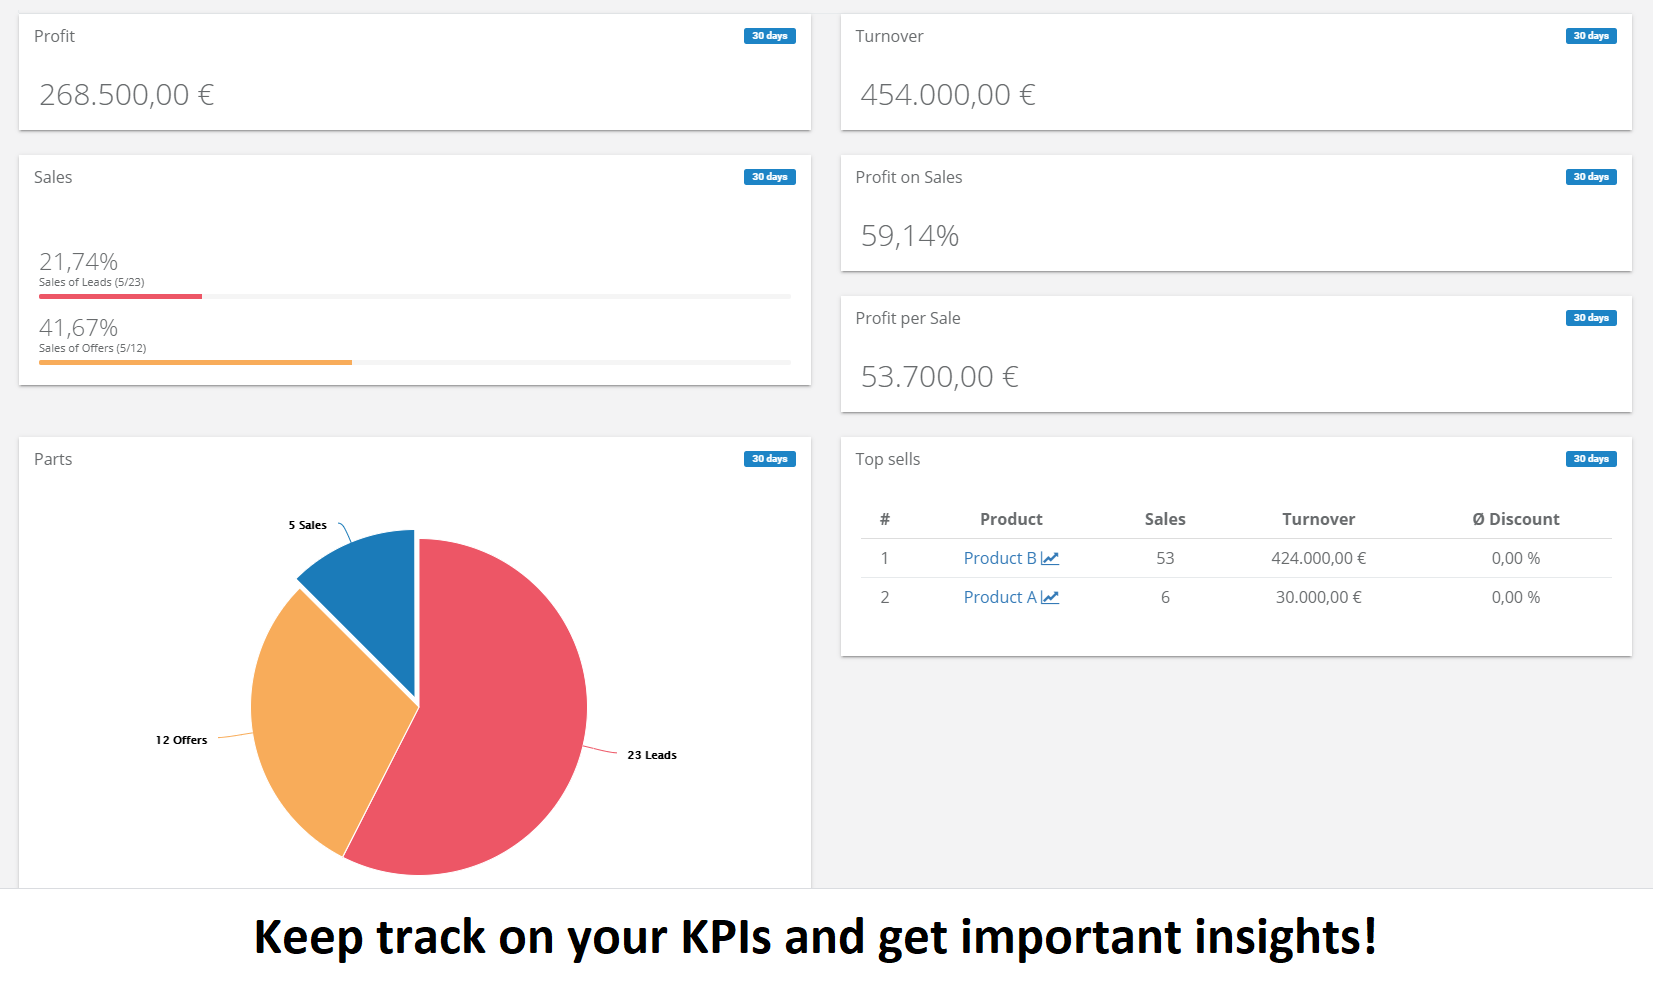 Profit 30 days
268.500,00 €
Turnover 30 days
454.000,00 €
Sales 30 days
21,74%
Sales of Leads (5/23)
41,67%
Sales of Offers (5/12)
Profit on Sales 30 days
59,14%
Profit per Sale 30 days
53.700,00 €
Parts 30 days
5 Sales
12 Offers
23 Leads
Top sells 30 days
# Product Sales Turnover Ø Discount
1 Product B 53 424.000,00 € 0,00 %
2 Product A 6 30.000,00 € 0,00 %
Keep track on your KPIs and get important insights!